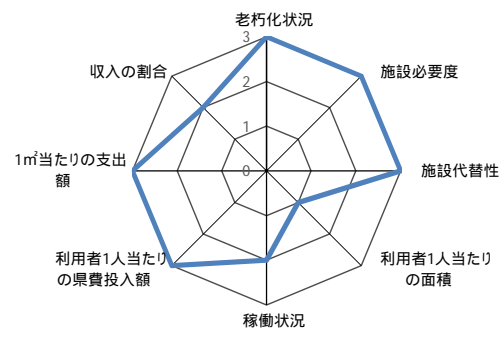 老朽化状況
3
収入の割合
施設必要度
2
1
1㎡当たりの支出
額
0
施設代替性
利用者1人当たり
の県費投入額
利用者1人当たり
の面積
稼働状況